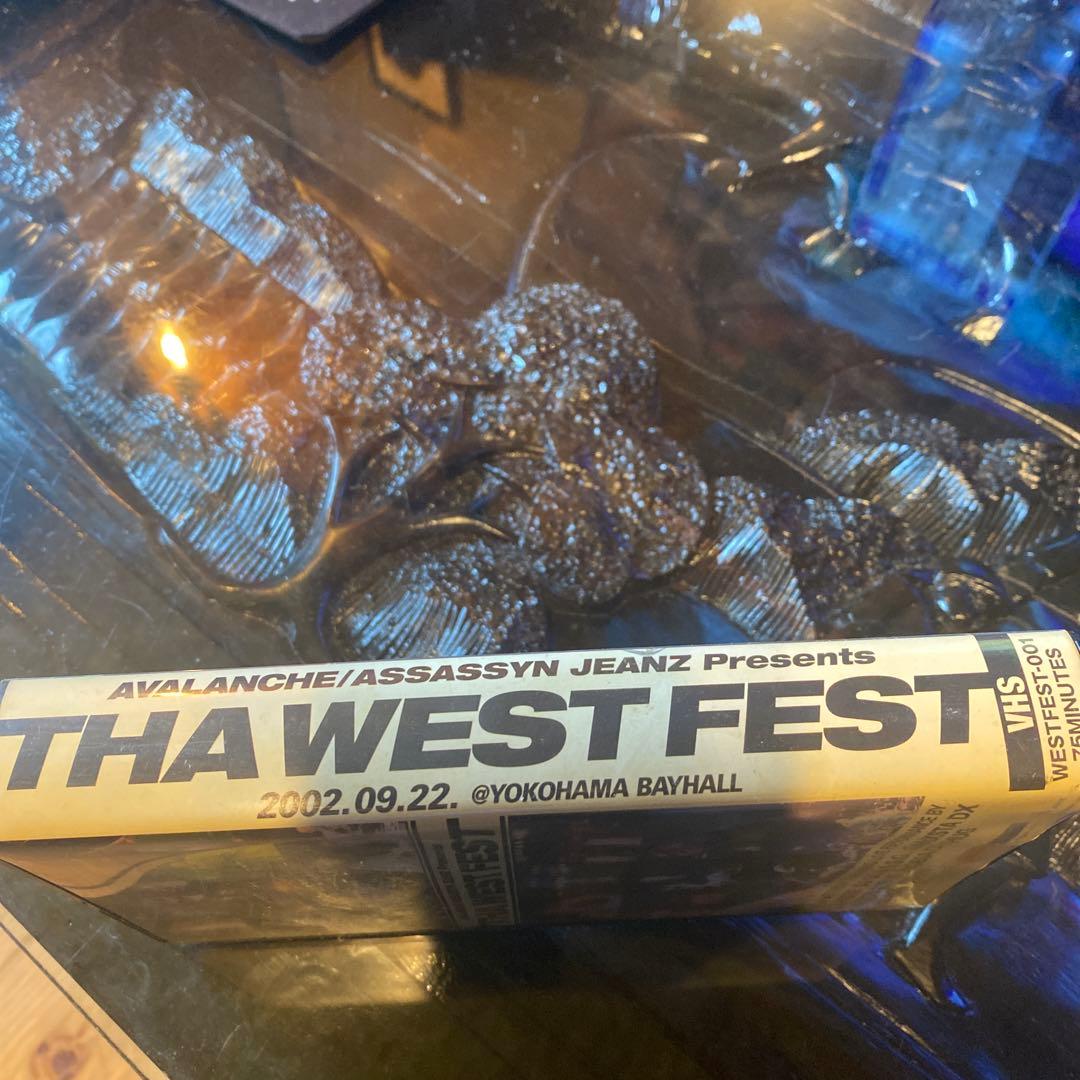 AVALANCHE/ASSASSYN JEANZ Presents
THA WEST FEST
2002.09.22. @YOKOHAMA BAYHALL
VHS
WESTFEST-001
75MINUTES